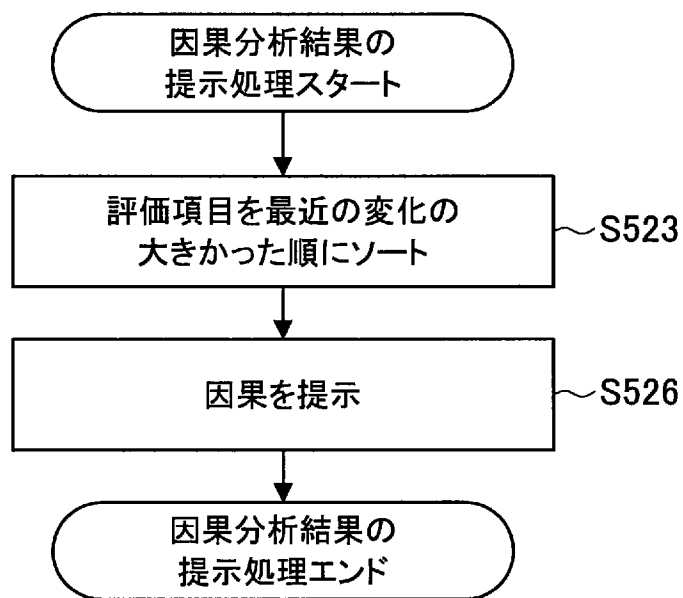 因果分析結果の
提示処理スタート
評価項目を最近の変化の
大きかった順にソート
S523
因果を提示
S526
因果分析結果の
提示処理エンド